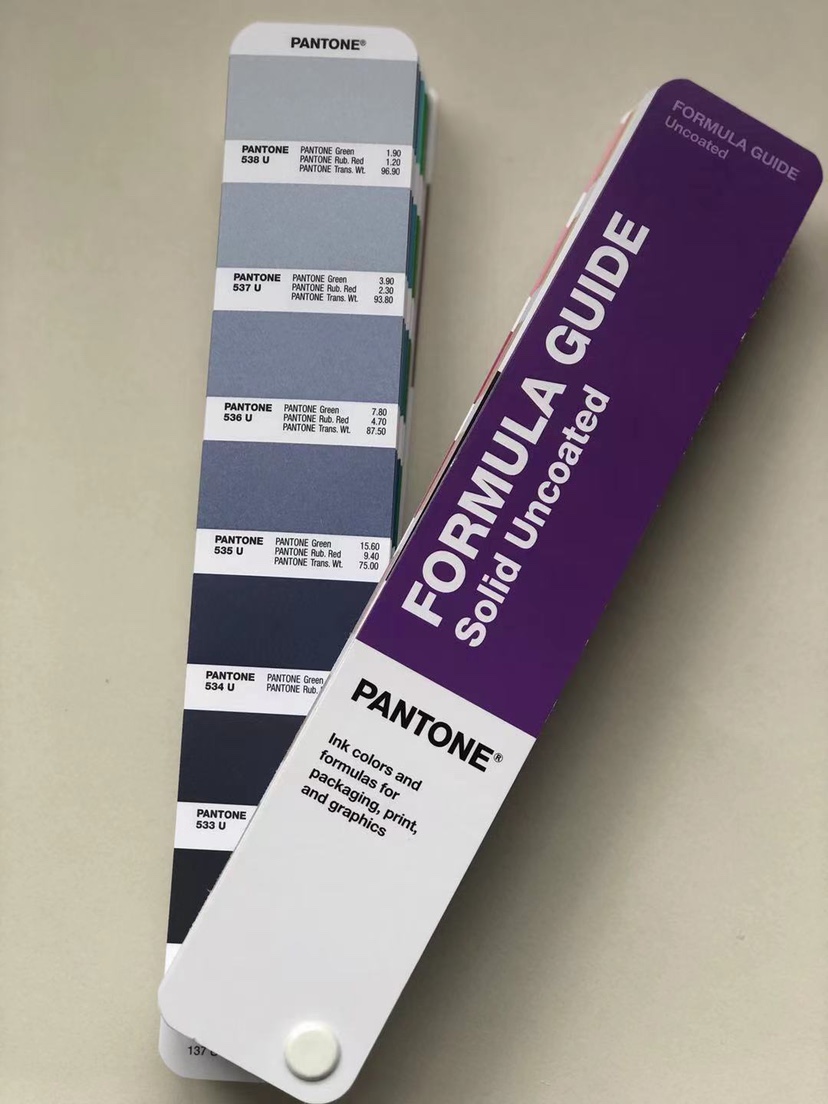 PANTONE®
PANTONE
538 U
PANTONE Green 1.90
PANTONE Rub. Red 1.20
PANTONE Trans. Wt. 96.90
PANTONE
537 U
PANTONE Green 3.90
PANTONE Rub. Red 2.30
PANTONE Trans. Wt. 93.80
PANTONE
536 U
PANTONE Green 7.80
PANTONE Rub. Red 4.70
PANTONE Trans. Wt. 87.50
PANTONE
535 U
PANTONE Green 15.60
PANTONE Rub. Red 9.40
PANTONE Trans. Wt. 75.00
PANTONE
534 U
PANTONE Green
PANTONE Rub.
PANTONE
533 U
137 U
FORMULA GUIDE
Uncoated
FORMULA GUIDE
Solid Uncoated
PANTONE®
Ink colors and
formulas for
packaging, print,
and graphics